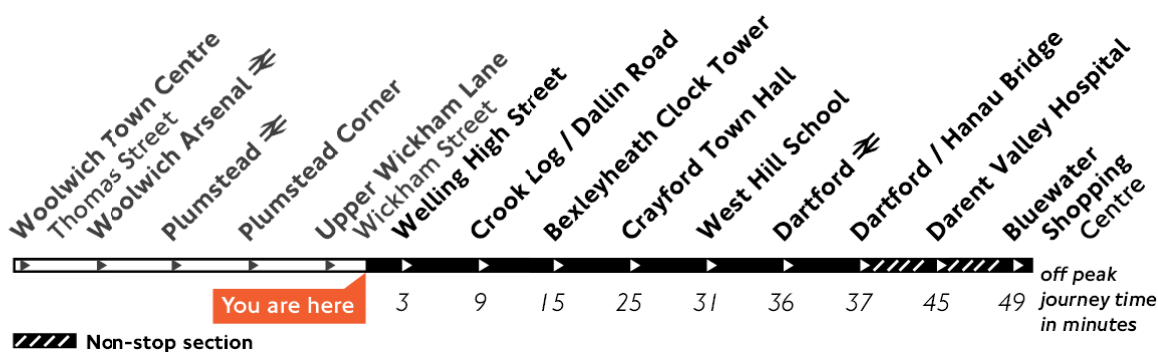 Woolwich Town Centre
Thomas Street
Woolwich Arsenal
Plumstead
Plumstead Corner
Upper Wickham Lane
Wickham Street
Welling High Street
Crook Log / Dallin Road
Bexleyheath Clock Tower
Crayford Town Hall
West Hill School
Dartford
Dartford / Hanau Bridge
Darent Valley Hospital
Bluewater
Shopping
Centre
You are here
3 9 15 25 31 36 37 45 49
off peak
journey time
in minutes
Non-stop section